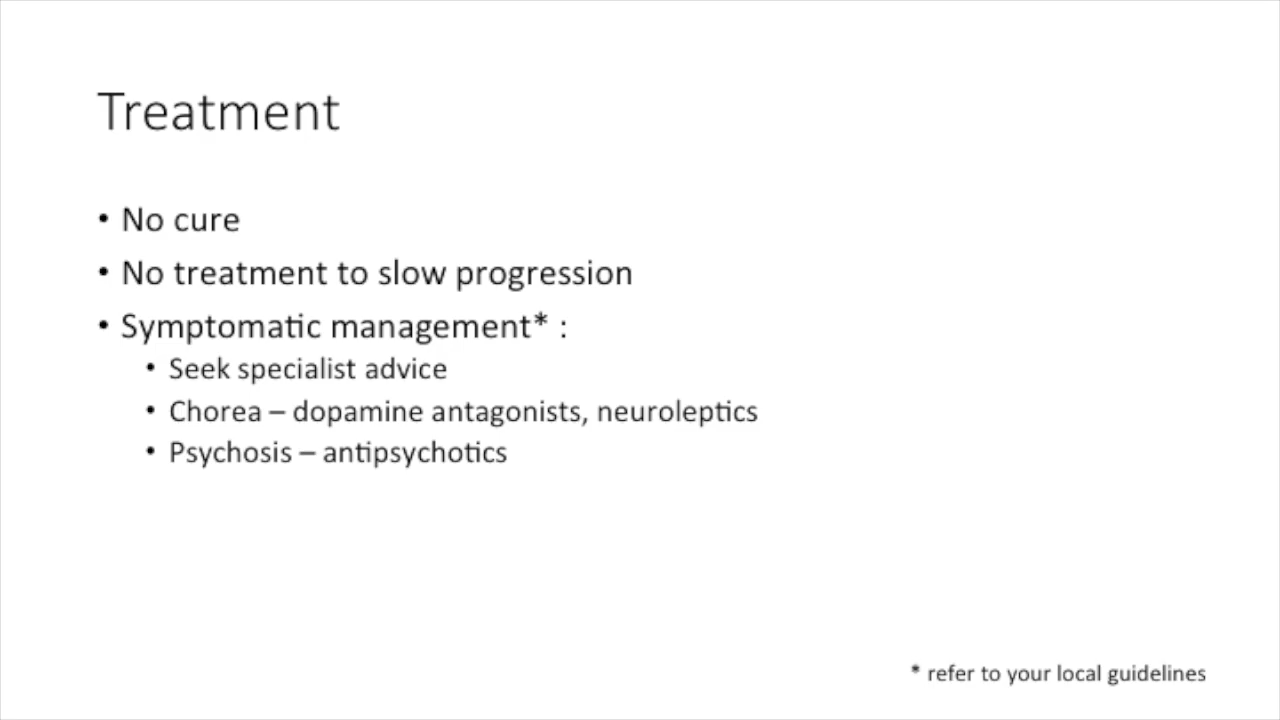 Treatment
• No cure
• No treatment to slow progression
• Symptomatic management* :
• Seek specialist advice
• Chorea – dopamine antagonists, neuroleptics
• Psychosis – antipsychotics
* refer to your local guidelines